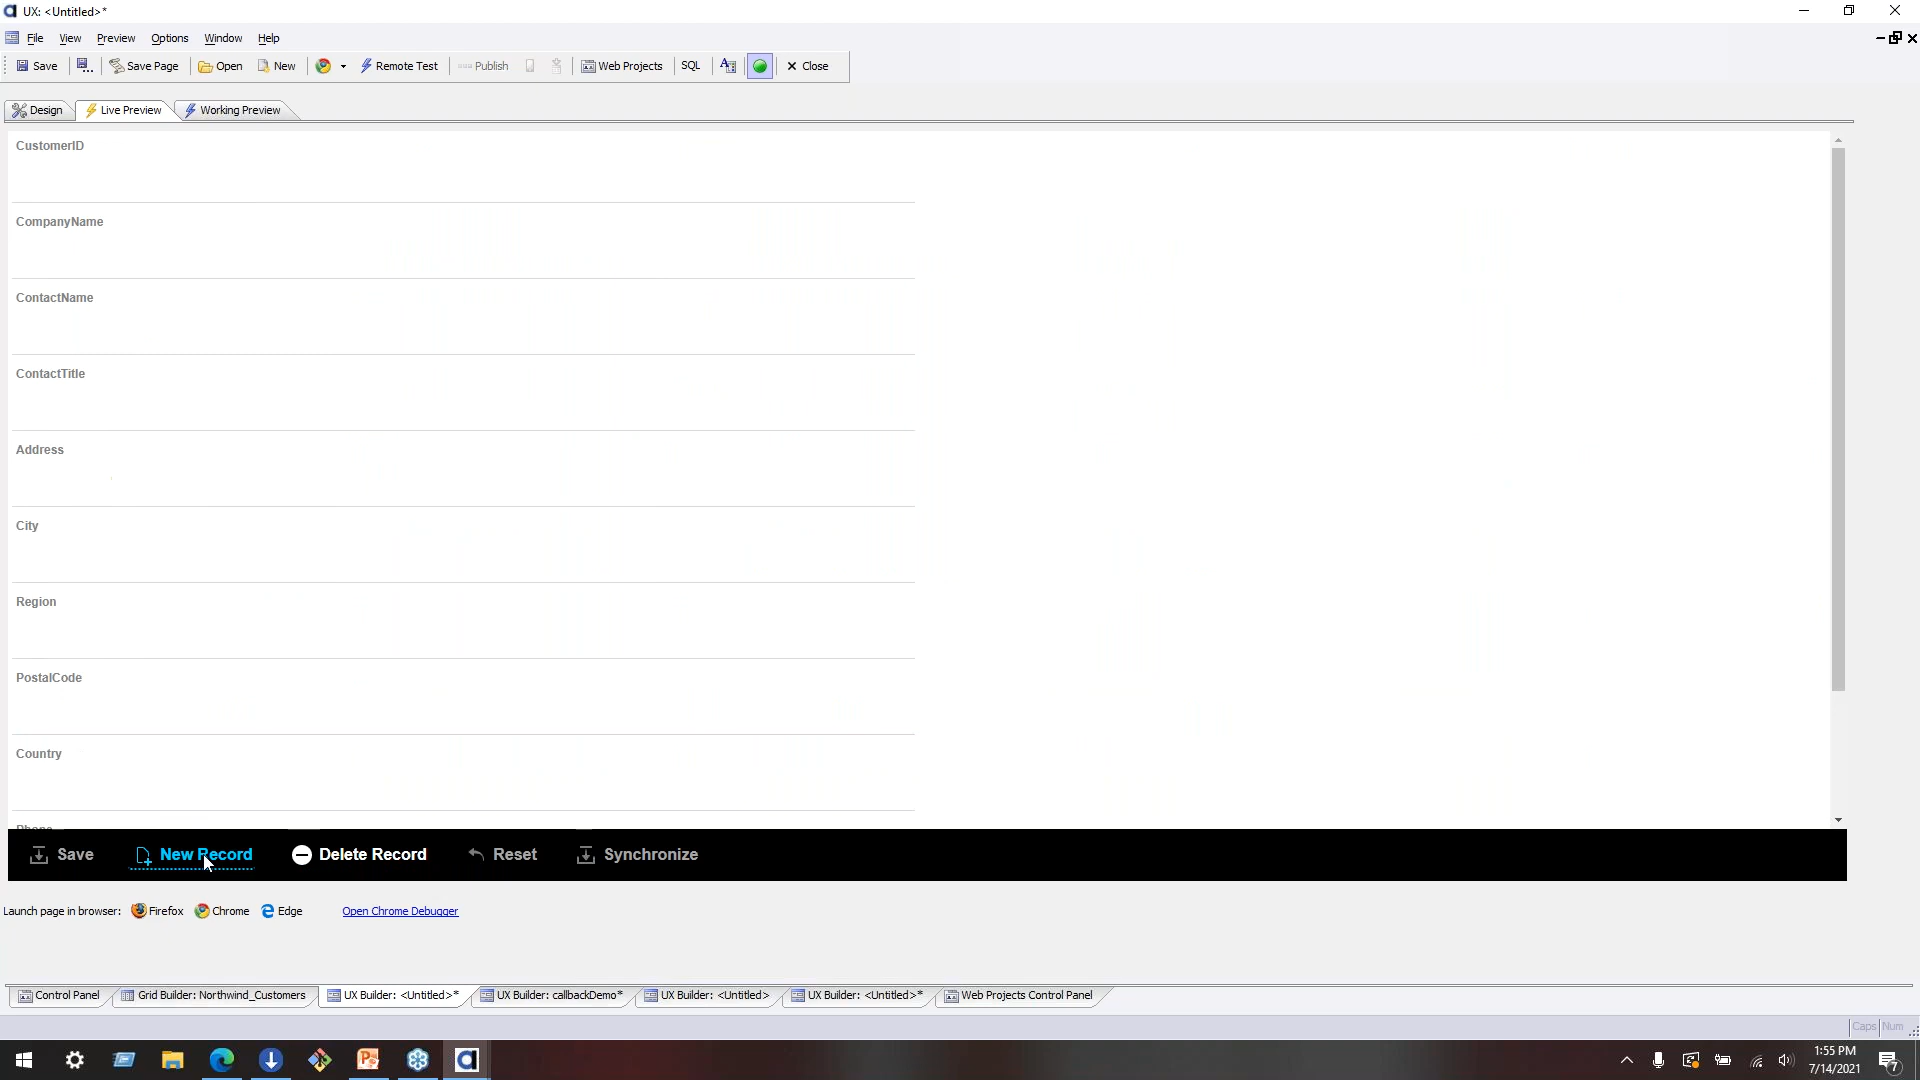 UX: <Untitled>*
File View Preview Options Window Help
Save Save Page Open New Remote Test Publish Web Projects SQL Close
Design Live Preview Working Preview
CustomerID
CompanyName
ContactName
ContactTitle
Address
City
Region
PostalCode
Country
Phone
Save New Record Delete Record Reset Synchronize
Launch page in browser: Firefox Chrome Edge Open Chrome Debugger
Control Panel Grid Builder: Northwind_Customers UX Builder: <Untitled>* UX Builder: callbackDemo* UX Builder: <Untitled> UX Builder: <Untitled>* Web Projects Control Panel
Caps Num
1:55 PM
7/14/2021
7